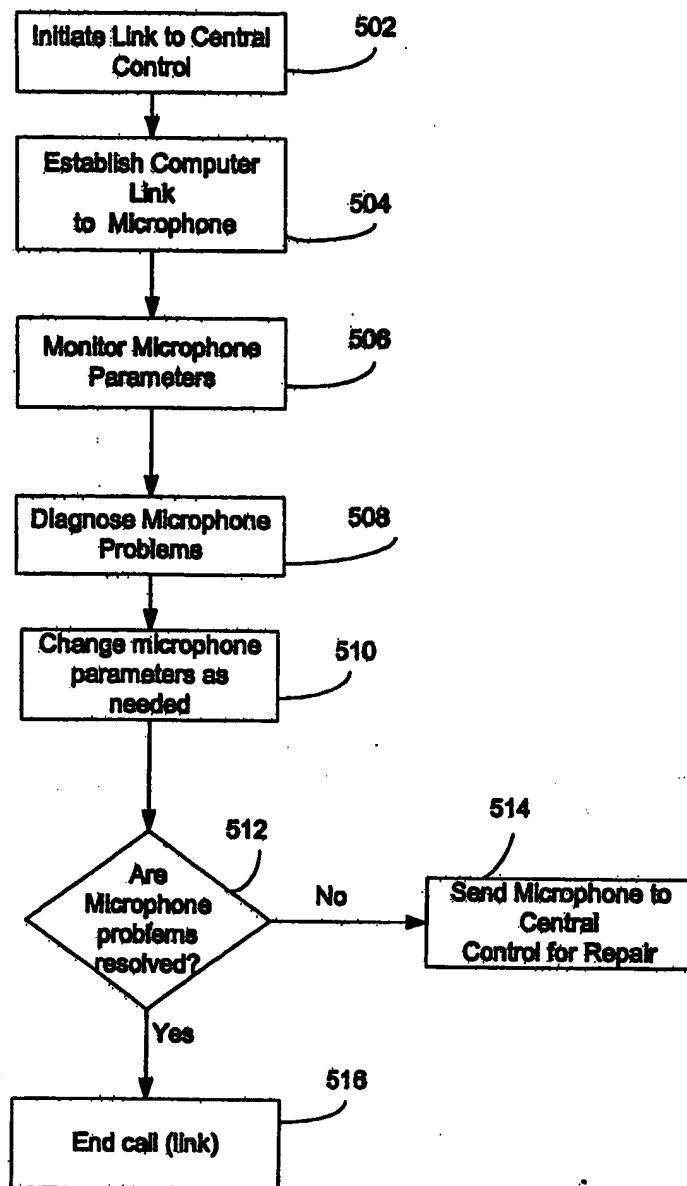 Initiate Link to Central
Control
502
Establish Computer
Link
to Microphone
504
Monitor Microphone
Parameters
506
Diagnose Microphone
Problems
508
Change microphone
parameters as
needed
510
512
Are
Microphone
problems
resolved?
No
514
Send Microphone to
Central
Control for Repair
Yes
516
End call (link)